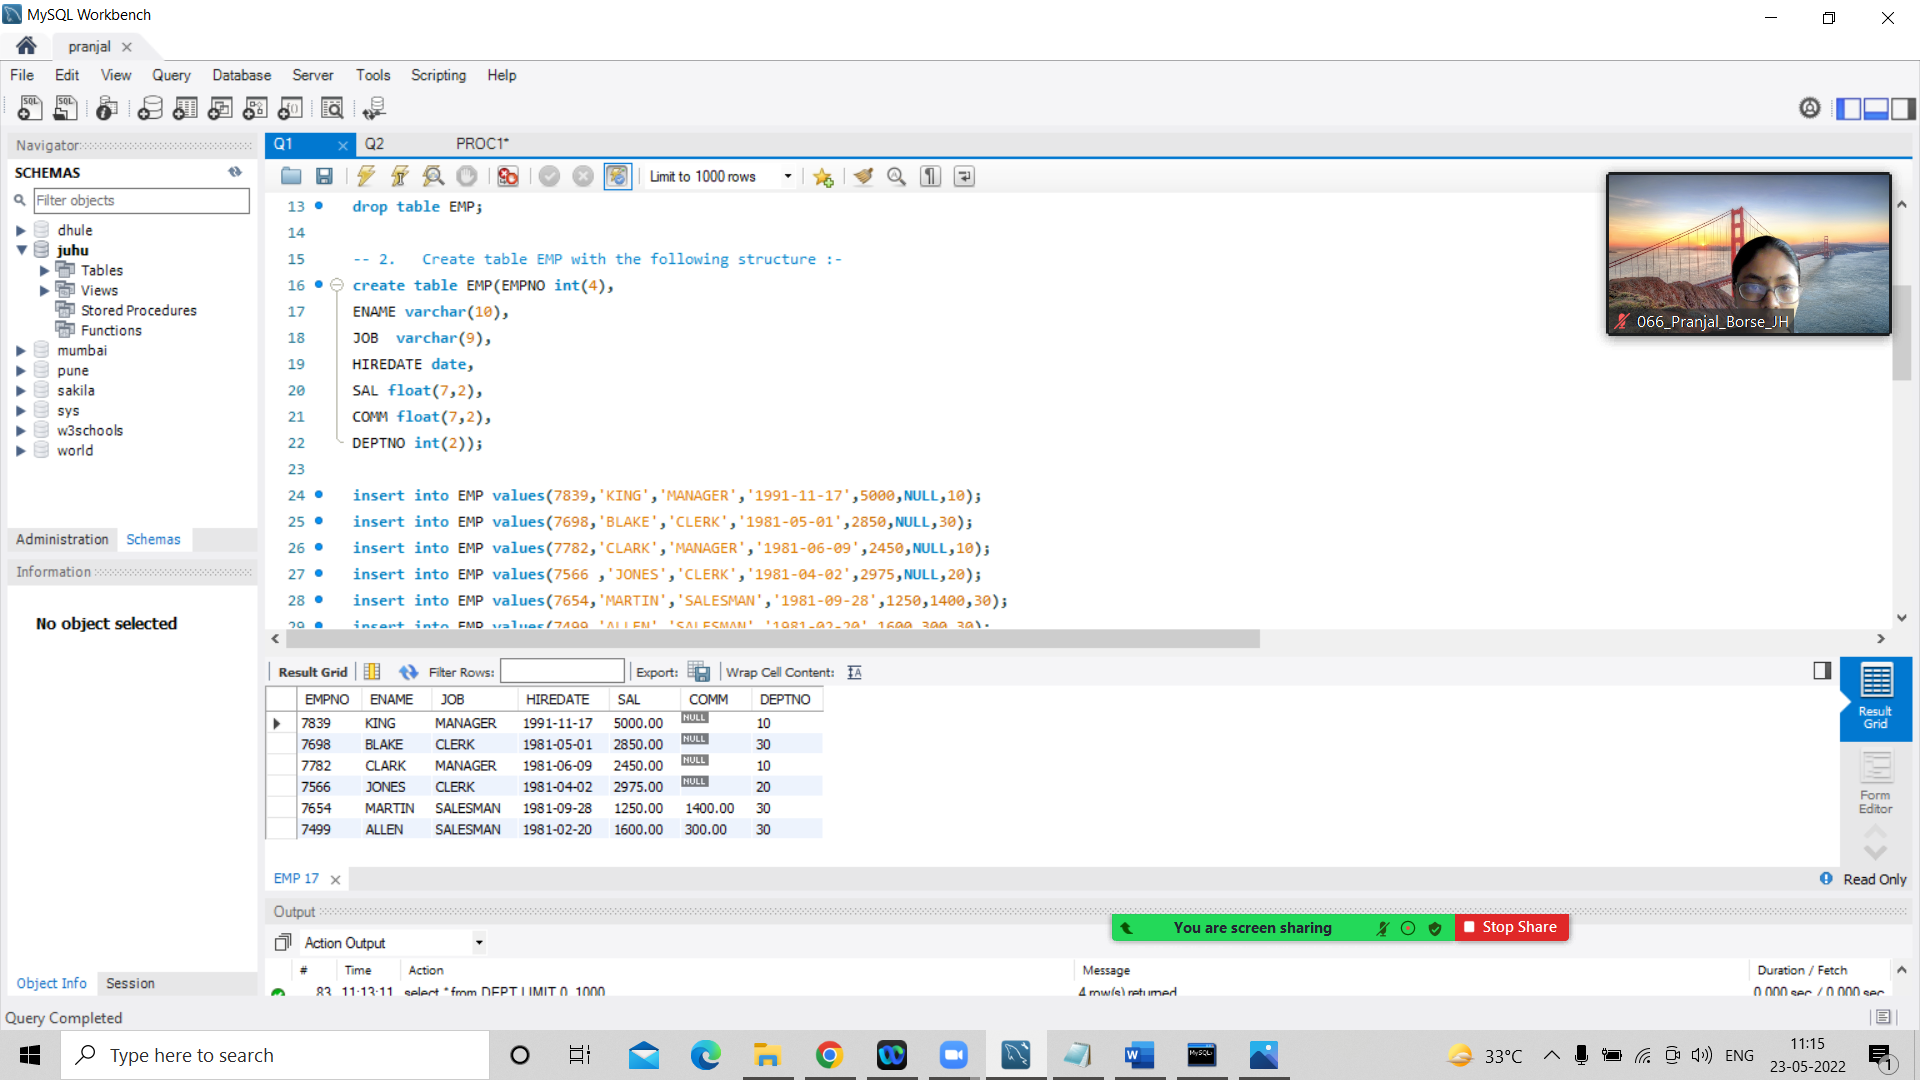 MySQL Workbench
pranjal
File Edit View Query Database Server Tools Scripting Help
Navigator
Q1 Q2 PROC1*
SCHEMAS
Limit to 1000 rows
Filter objects
dhule
juhu
Tables
Views
Stored Procedures
Functions
mumbai
pune
sakila
sys
w3schools
world
Administration Schemas
Information
No object selected
Object Info Session
Query Completed
13 drop table EMP;
14
15 -- 2. Create table EMP with the following structure :-
16 create table EMP(EMPNO int(4),
17 ENAME varchar(10),
18 JOB varchar(9),
19 HIREDATE date,
20 SAL float(7,2),
21 COMM float(7,2),
22 DEPTNO int(2));
23
24 insert into EMP values(7839,'KING','MANAGER','1991-11-17',5000,NULL,10);
25 insert into EMP values(7698,'BLAKE','CLERK','1981-05-01',2850,NULL,30);
26 insert into EMP values(7782,'CLARK','MANAGER','1981-06-09',2450,NULL,10);
27 insert into EMP values(7566 ,'JONES','CLERK','1981-04-02',2975,NULL,20);
28 insert into EMP values(7654,'MARTIN','SALESMAN','1981-09-28',1250,1400,30);
29 insert into EMP values(7499,'ALLEN','SALESMAN','1981-02-20',1600,300,30);
066_Pranjal_Borse_JH
Result Grid Filter Rows: Export: Wrap Cell Content:
EMPNO ENAME JOB HIREDATE SAL COMM DEPTNO
7839 KING MANAGER 1991-11-17 5000.00 NULL 10
7698 BLAKE CLERK 1981-05-01 2850.00 NULL 30
7782 CLARK MANAGER 1981-06-09 2450.00 NULL 10
7566 JONES CLERK 1981-04-02 2975.00 NULL 20
7654 MARTIN SALESMAN 1981-09-28 1250.00 1400.00 30
7499 ALLEN SALESMAN 1981-02-20 1600.00 300.00 30
Result
Grid
Form
Editor
EMP 17
Read Only
Output
You are screen sharing Stop Share
Action Output
# Time Action Message Duration / Fetch
83 11:13:11 select * from DEPT LIMIT 0, 1000 4 row(s) returned 0.000 sec / 0.000 sec
Type here to search
33°C
ENG
11:15
23-05-2022
1